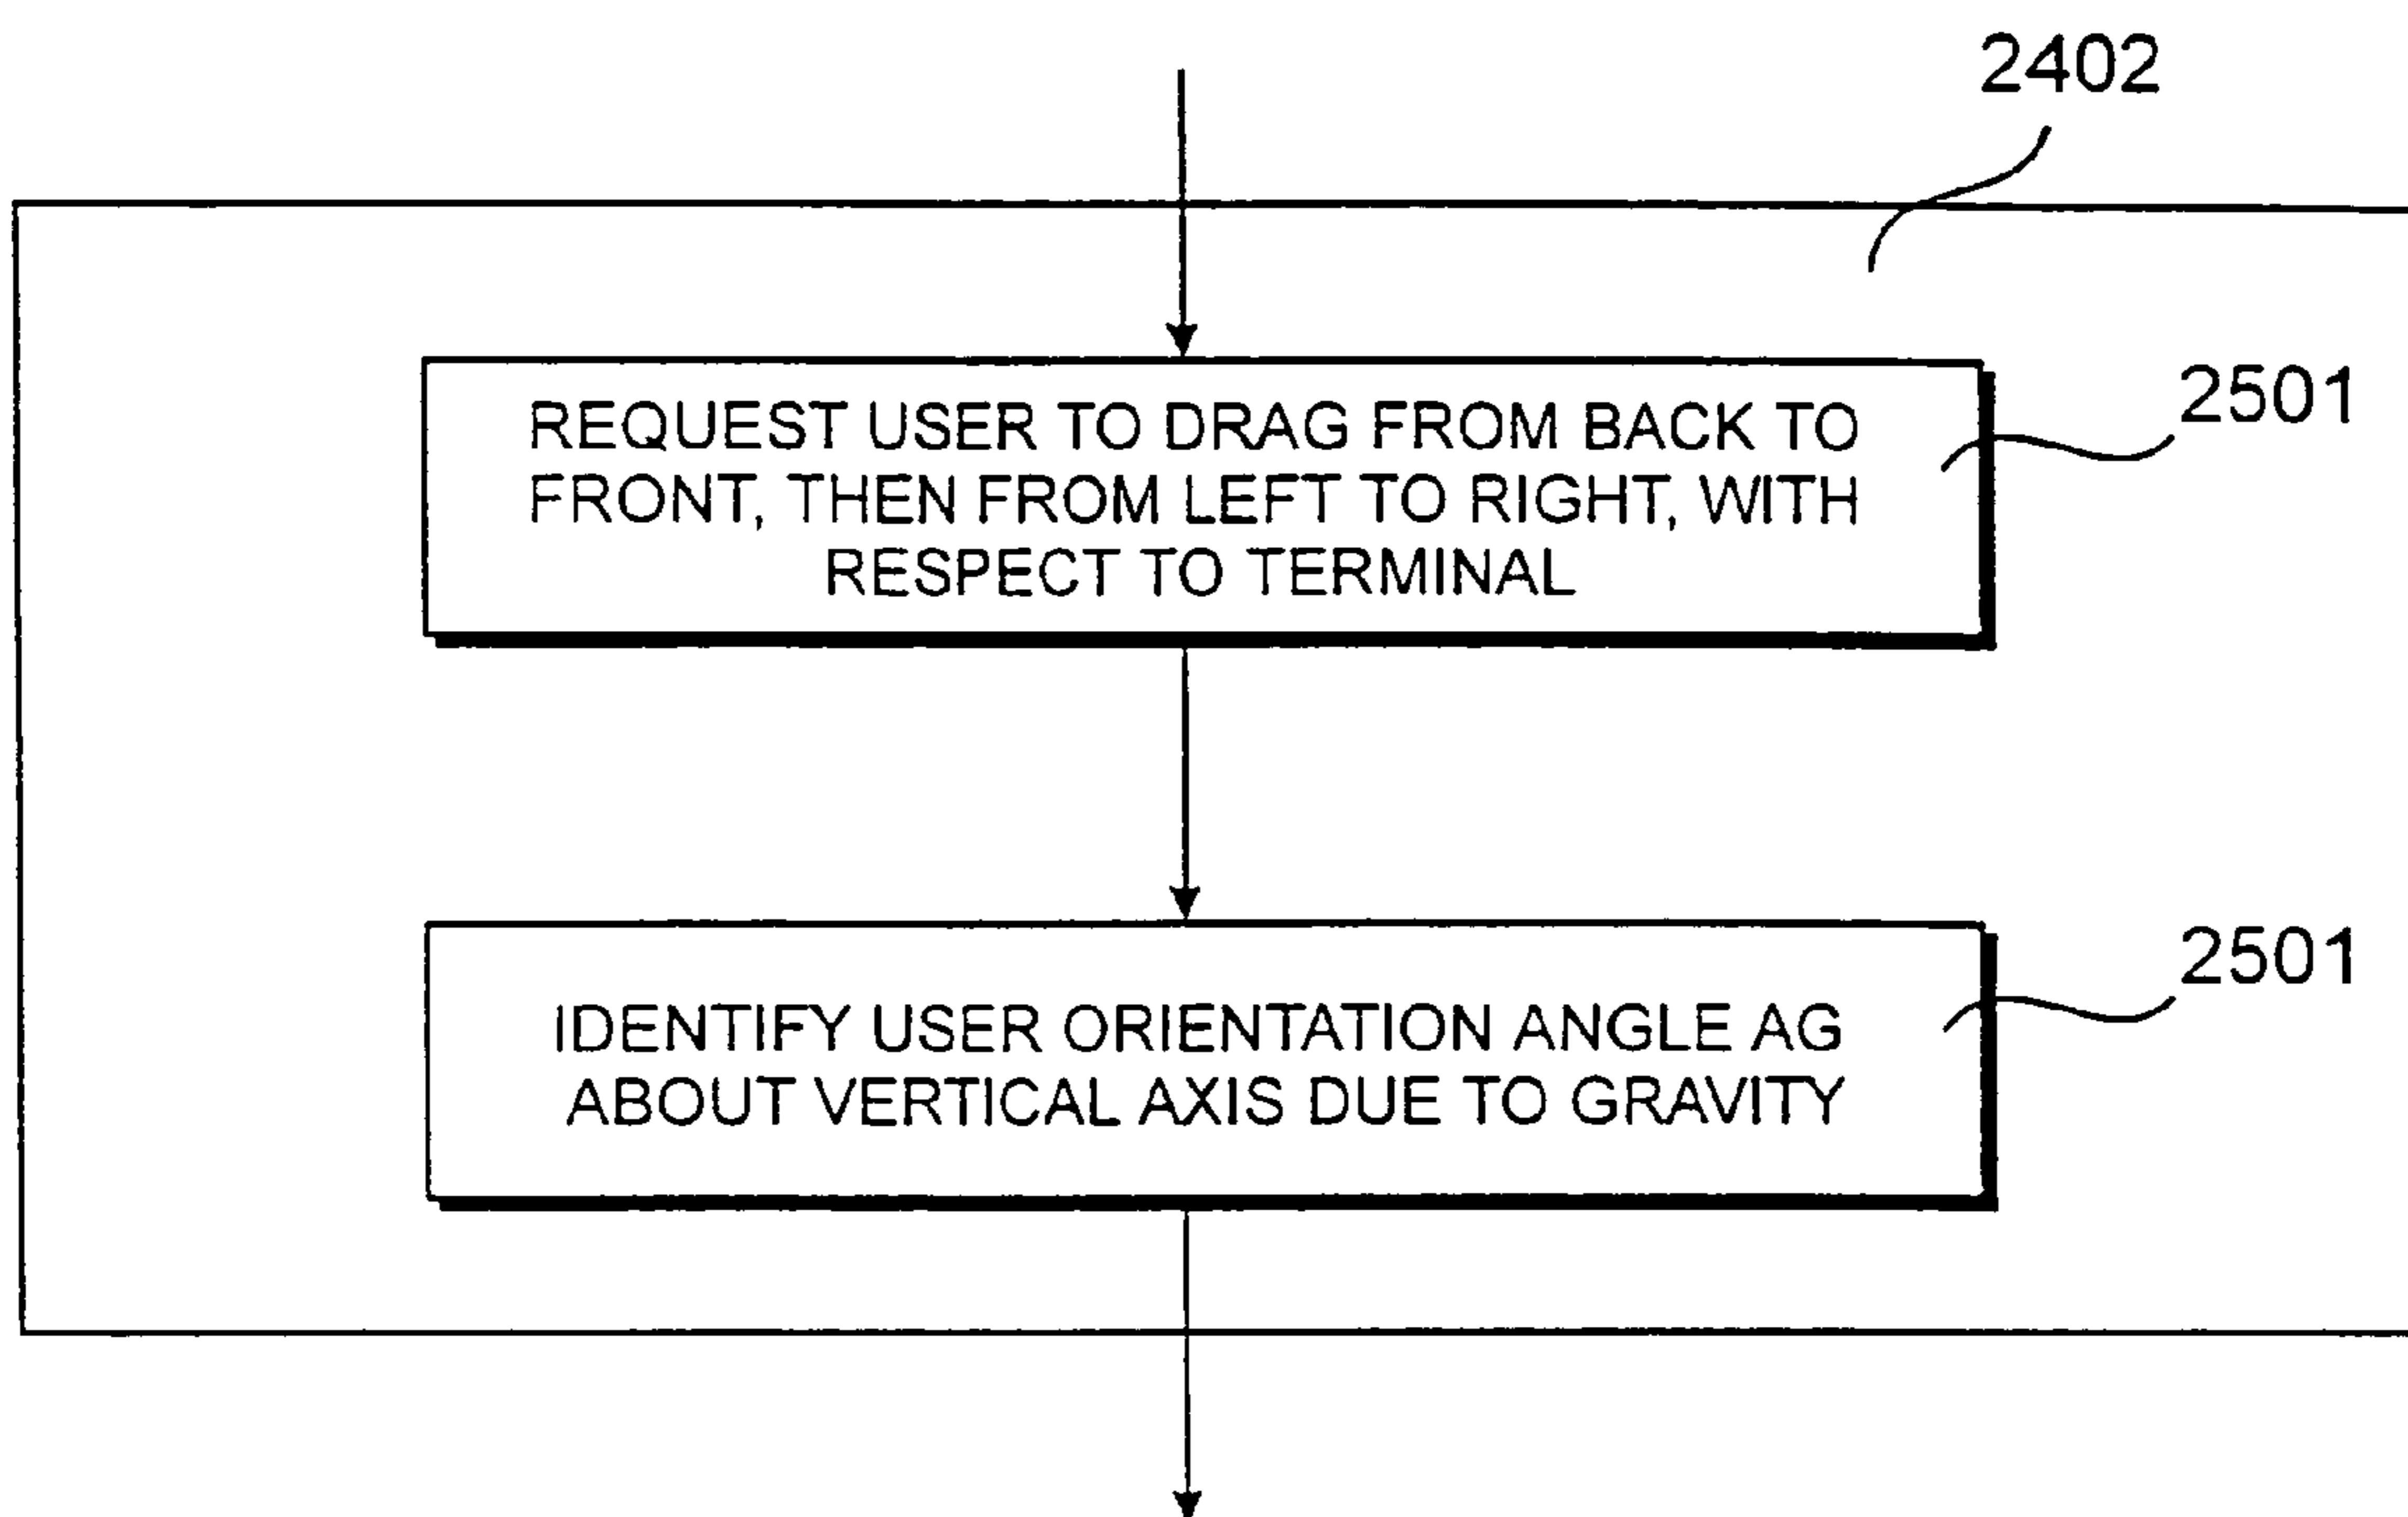 2402
REQUEST USER TO DRAG FROM BACK TO
FRONT, THEN FROM LEFT TO RIGHT, WITH
RESPECT TO TERMINAL
2501
IDENTIFY USER ORIENTATION ANGLE AG
ABOUT VERTICAL AXIS DUE TO GRAVITY
2501